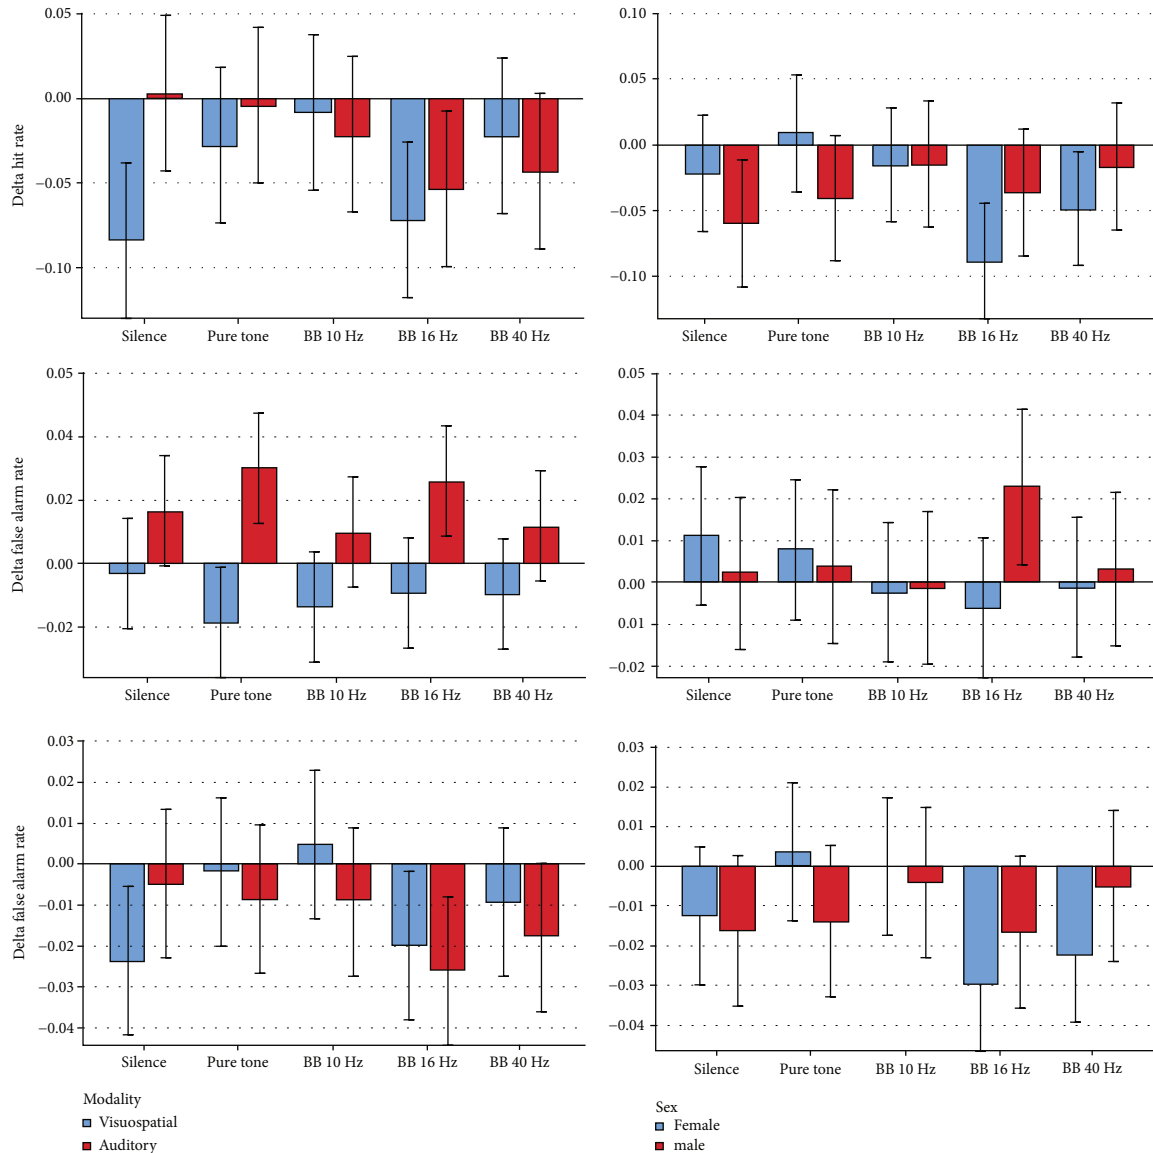 0.05
0.00
−0.05
−0.10
Delta hit rate
Silence Pure tone BB 10 Hz BB 16 Hz BB 40 Hz
0.10
0.05
0.00
−0.05
−0.10
Silence Pure tone BB 10 Hz BB 16 Hz BB 40 Hz
0.05
0.04
0.02
0.00
−0.02
Delta false alarm rate
Silence Pure tone BB 10 Hz BB 16 Hz BB 40 Hz
0.05
0.04
0.03
0.02
0.01
0.00
0.01
−0.02
Silence Pure tone BB 10 Hz BB 16 Hz BB 40 Hz
0.03
0.02
0.01
0.00
−0.01
−0.02
−0.03
−0.04
Delta false alarm rate
Silence Pure tone BB 10 Hz BB 16 Hz BB 40 Hz
0.03
0.02
0.01
0.00
−0.01
−0.02
−0.03
−0.04
Silence Pure tone BB 10 Hz BB 16 Hz BB 40 Hz
Modality
Visuospatial
Auditory
Sex
Female
male